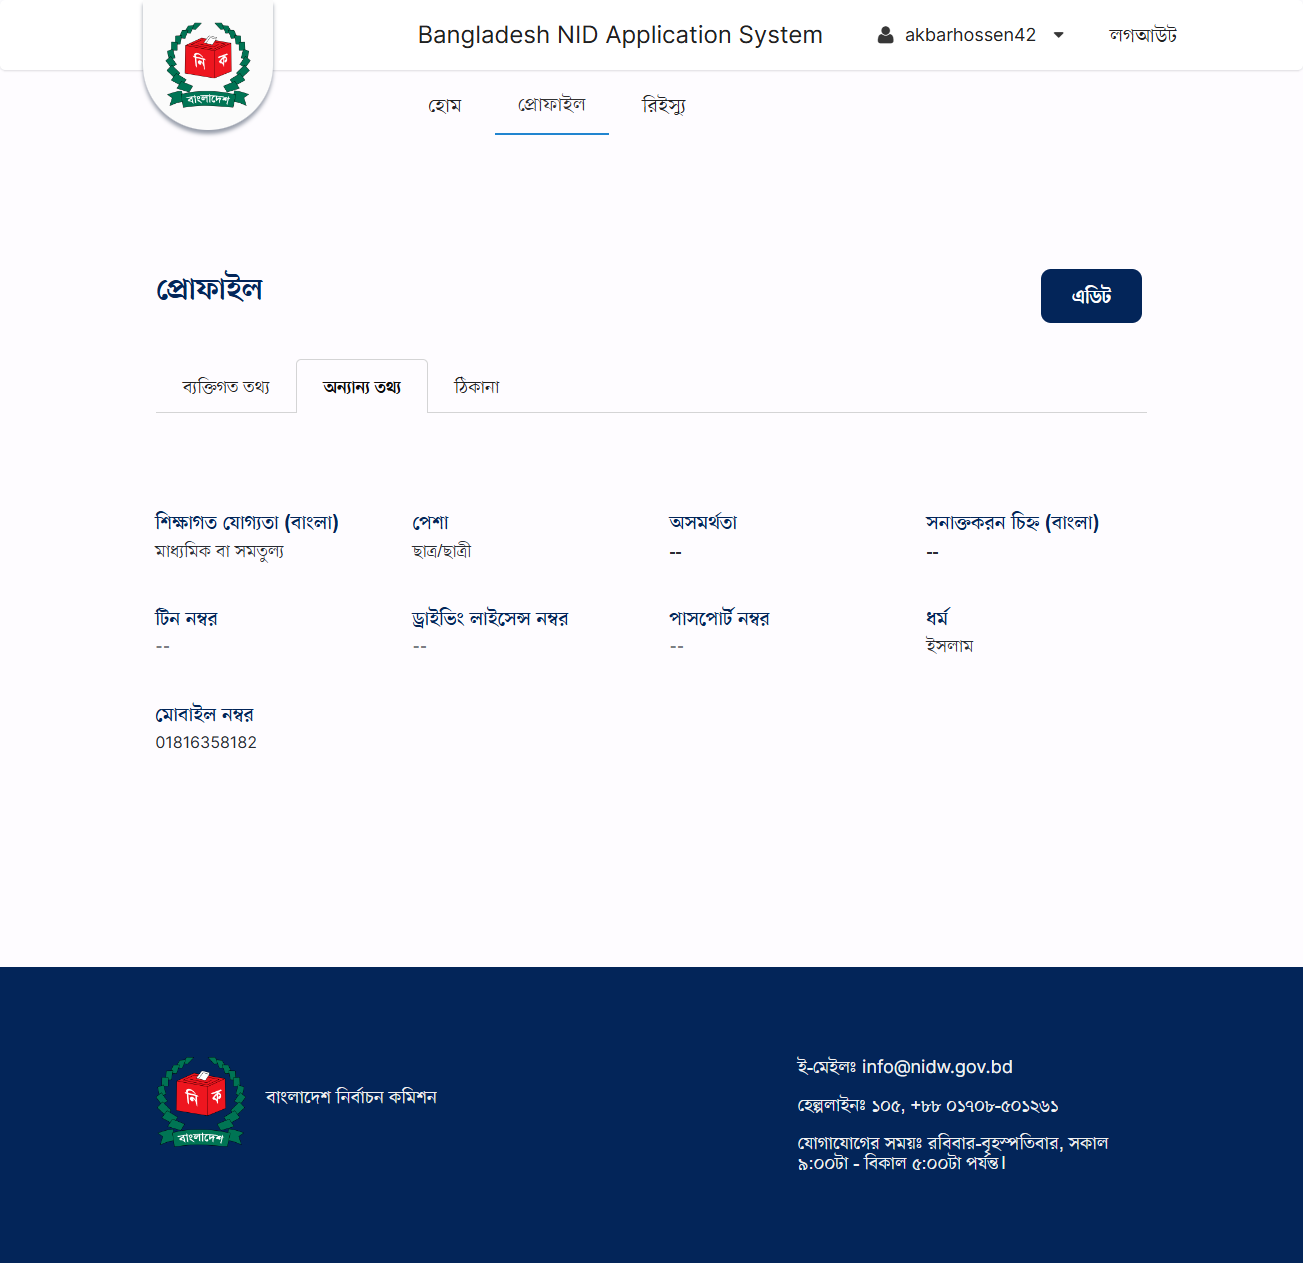 নি ক
বাংলাদেশ
Bangladesh NID Application System
akbarhossen42
লগআউট
হোম
প্রোফাইল
রিইস্যু
প্রোফাইল
এডিট
ব্যক্তিগত তথ্য
অন্যান্য তথ্য
ঠিকানা
শিক্ষাগত যোগ্যতা (বাংলা)
মাধ্যমিক বা সমতুল্য
পেশা
ছাত্র/ছাত্রী
অসমর্থতা
--
সনাক্তকরন চিহ্ন (বাংলা)
--
টিন নম্বর
--
ড্রাইভিং লাইসেন্স নম্বর
--
পাসপোর্ট নম্বর
--
ধর্ম
ইসলাম
মোবাইল নম্বর
01816358182
নি ক
বাংলাদেশ
বাংলাদেশ নির্বাচন কমিশন
ই-মেইলঃ info@nidw.gov.bd
হেল্পলাইনঃ ১০৫, +৮৮ ০১৭০৮-৫০১২৬১
যোগাযোগের সময়ঃ রবিবার-বৃহস্পতিবার, সকাল
৯:০০টা - বিকাল ৫:০০টা পর্যন্ত।